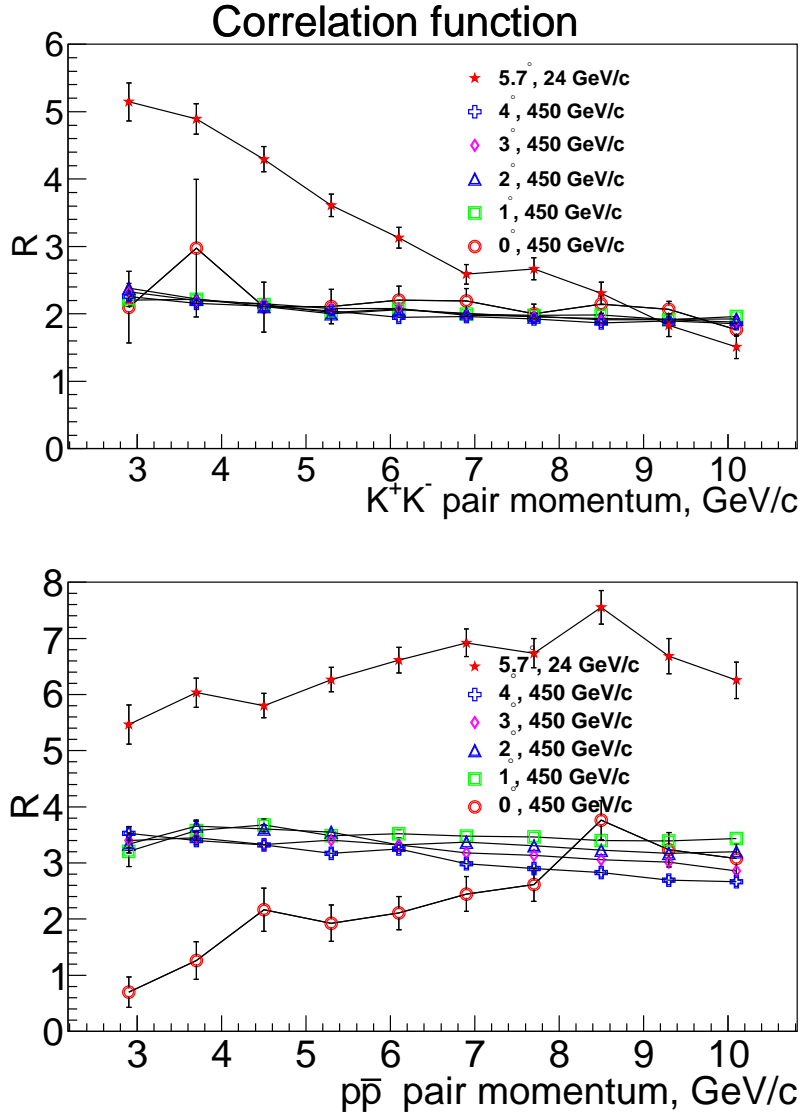 Correlation function
6
5
4
3
2
1
0
R
5.7°, 24 GeV/c
4°, 450 GeV/c
3°, 450 GeV/c
2°, 450 GeV/c
1°, 450 GeV/c
0°, 450 GeV/c
3 4 5 6 7 8 9 10
K⁺K⁻ pair momentum, GeV/c
8
7
6
5
4
3
2
1
0
R
5.7°, 24 GeV/c
4°, 450 GeV/c
3°, 450 GeV/c
2°, 450 GeV/c
1°, 450 GeV/c
0°, 450 GeV/c
3 4 5 6 7 8 9 10
pp̅ pair momentum, GeV/c